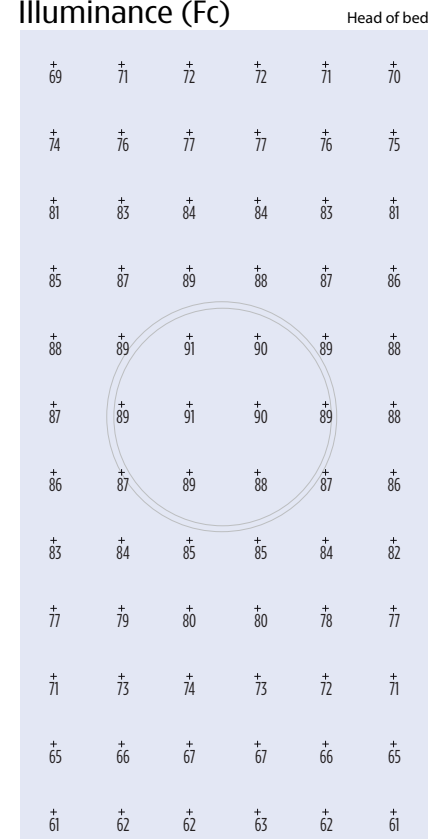 Illuminance (Fc) Head of bed
+ + + + + +
69 71 72 72 71 70
+ + + + + +
74 76 77 77 76 75
+ + + + + +
81 83 84 84 83 81
+ + + + + +
85 87 89 88 87 86
+ + + + + +
88 89 91 90 89 88
+ + + + + +
87 89 91 90 89 88
+ + + + + +
86 87 89 88 87 86
+ + + + + +
83 84 85 85 84 82
+ + + + + +
77 79 80 80 78 77
+ + + + + +
71 73 74 73 72 71
+ + + + + +
65 66 67 67 66 65
+ + + + + +
61 62 62 63 62 61